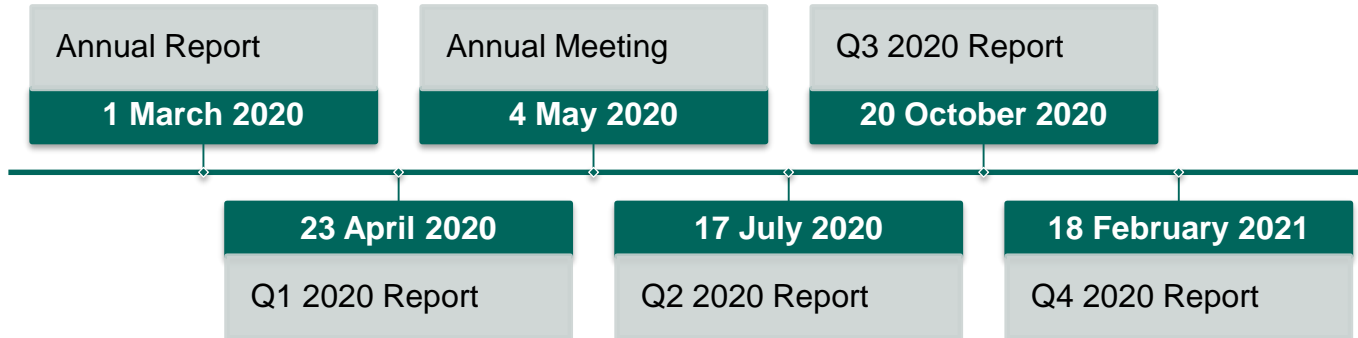 Annual Report
1 March 2020
Annual Meeting
4 May 2020
Q3 2020 Report
20 October 2020
23 April 2020
Q1 2020 Report
17 July 2020
Q2 2020 Report
18 February 2021
Q4 2020 Report